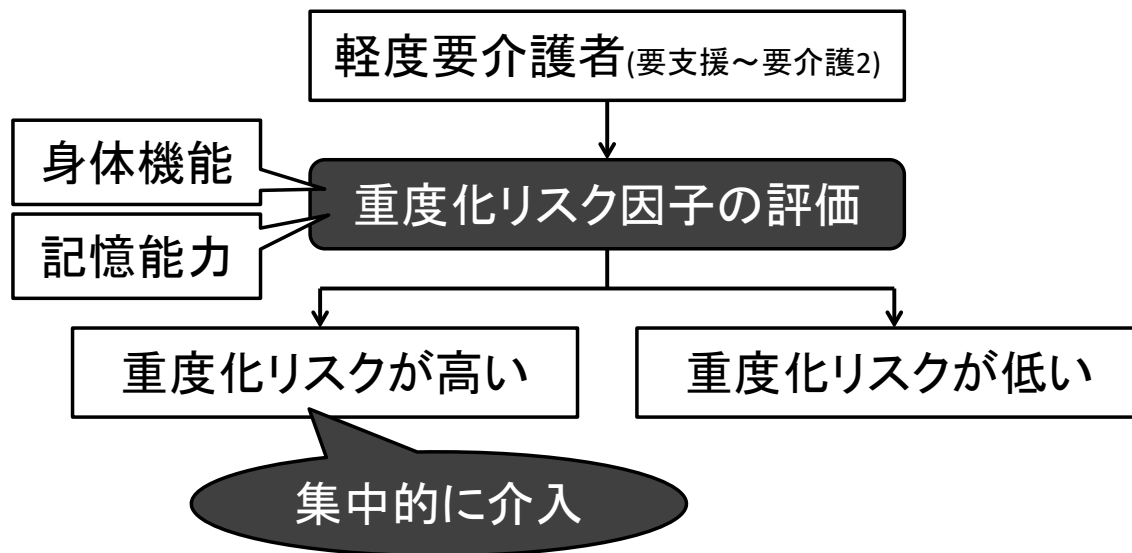 軽度要介護者(要支援～要介護2)
身体機能
重度化リスク因子の評価
記憶能力
重度化リスクが高い
重度化リスクが低い
集中的に介入